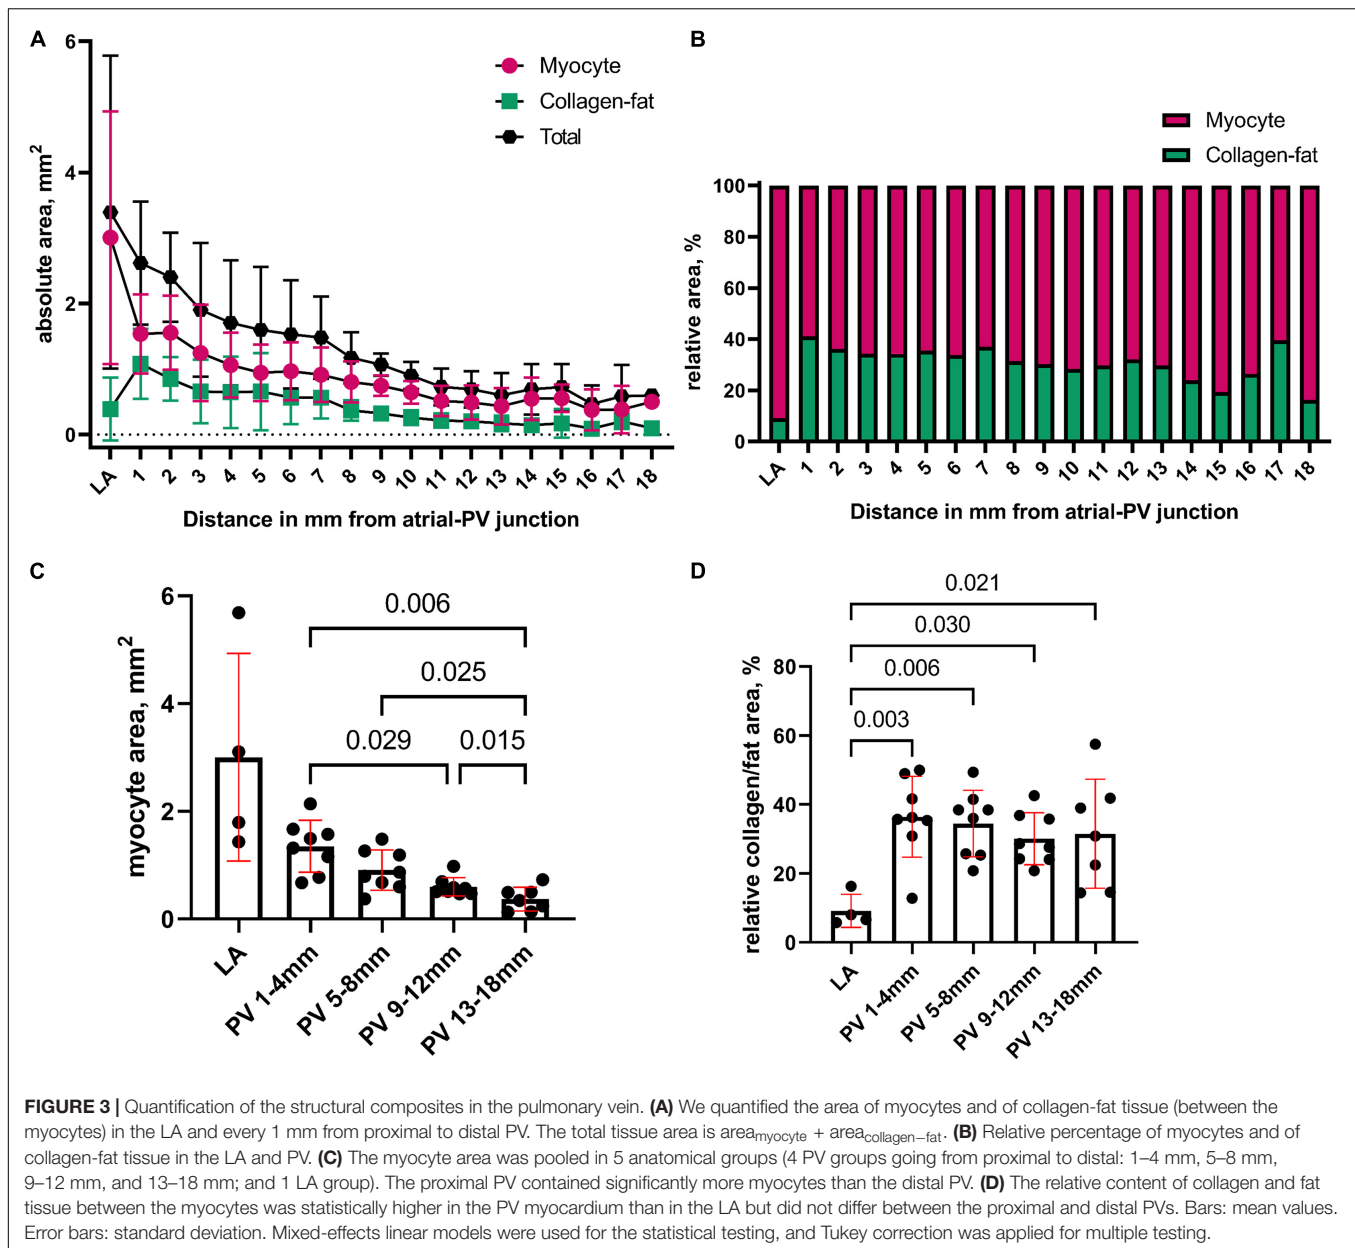 A
6
4
2
0
absolute area, mm2
Myocyte
Collagen-fat
Total
LA 1 2 3 4 5 6 7 8 9 10 11 12 13 14 15 16 17 18
Distance in mm from atrial-PV junction
B
Myocyte
Collagen-fat
100
80
60
40
20
0
relative area, %
LA 1 2 3 4 5 6 7 8 9 10 11 12 13 14 15 16 17 18
Distance in mm from atrial-PV junction
C
6
4
2
0
myocyte area, mm2
0.006
0.025
0.029
0.015
LA
PV 1-4mm
PV 5-8mm
PV 9-12mm
PV 13-18mm
D
0.021
0.030
0.006
0.003
80
60
40
20
0
relative collagen/fat area, %
LA
PV 1-4mm
PV 5-8mm
PV 9-12mm
PV 13-18mm
FIGURE 3 | Quantification of the structural composites in the pulmonary vein. (A) We quantified the area of myocytes and of collagen-fat tissue (between the
myocytes) in the LA and every 1 mm from proximal to distal PV. The total tissue area is areamyocyte + areacollagen−fat. (B) Relative percentage of myocytes and of
collagen-fat tissue in the LA and PV. (C) The myocyte area was pooled in 5 anatomical groups (4 PV groups going from proximal to distal: 1–4 mm, 5–8 mm,
9–12 mm, and 13–18 mm; and 1 LA group). The proximal PV contained significantly more myocytes than the distal PV. (D) The relative content of collagen and fat
tissue between the myocytes was statistically higher in the PV myocardium than in the LA but did not differ between the proximal and distal PVs. Bars: mean values.
Error bars: standard deviation. Mixed-effects linear models were used for the statistical testing, and Tukey correction was applied for multiple testing.